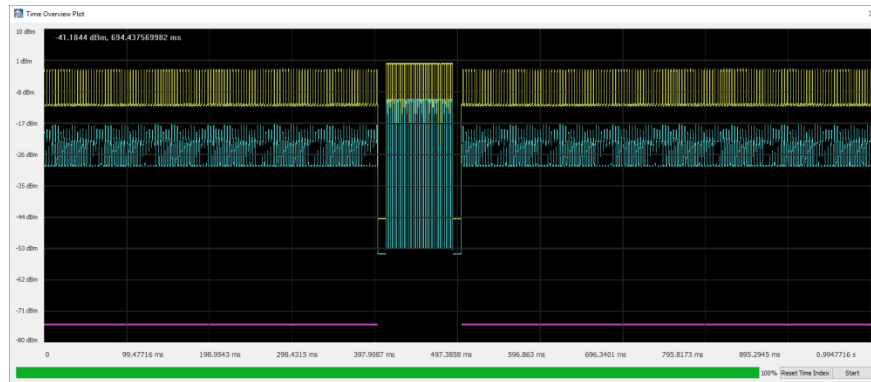 Time Overview Plot
10 dBm
-41.1844 dBm, 694.437569982 ms
1 dBm
-8 dBm
-17 dBm
-26 dBm
-35 dBm
-44 dBm
-53 dBm
-62 dBm
-71 dBm
-80 dBm
0 99.47716 ms 198.9543 ms 298.4315 ms 397.9087 ms 497.3858 ms 596.863 ms 696.3401 ms 795.8173 ms 895.2945 ms 0.9947716 s
100% Reset Time Index Start